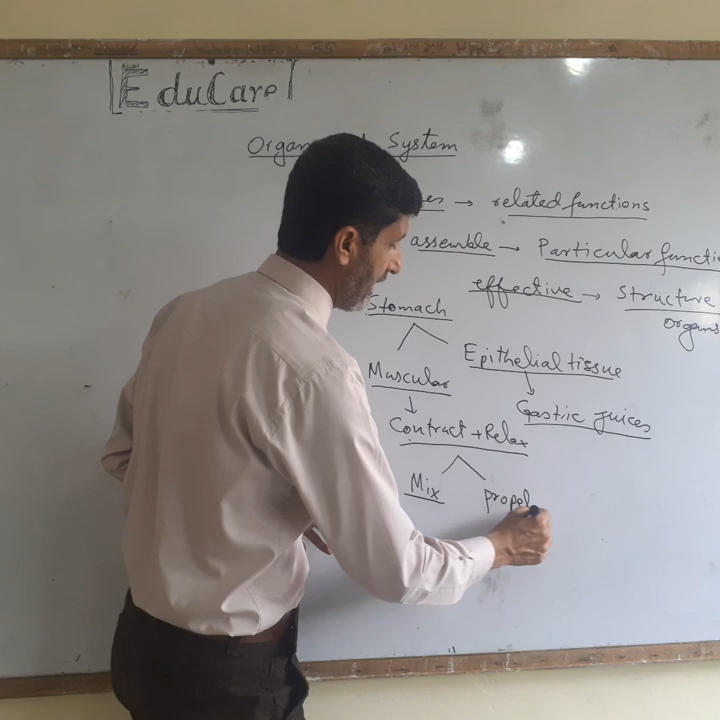 EduCare
System
→ related functions
assemble → Particular
effective → Structure
organs
Stomach
Muscular
Epithelial tissue
Gastric juices
Contract + Relax
Mix
propel